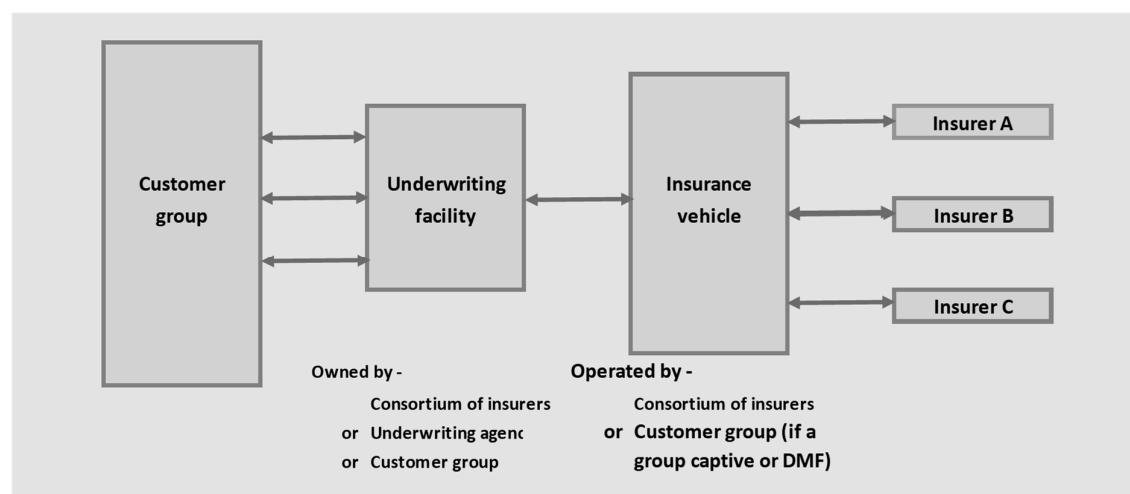 Customer
group
Underwriting
facility
Insurance
vehicle
Insurer A
Insurer B
Insurer C
Owned by -
Consortium of insurers
or Underwriting agenc
or Customer group
Operated by -
Consortium of insurers
or Customer group (if a
group captive or DMF)